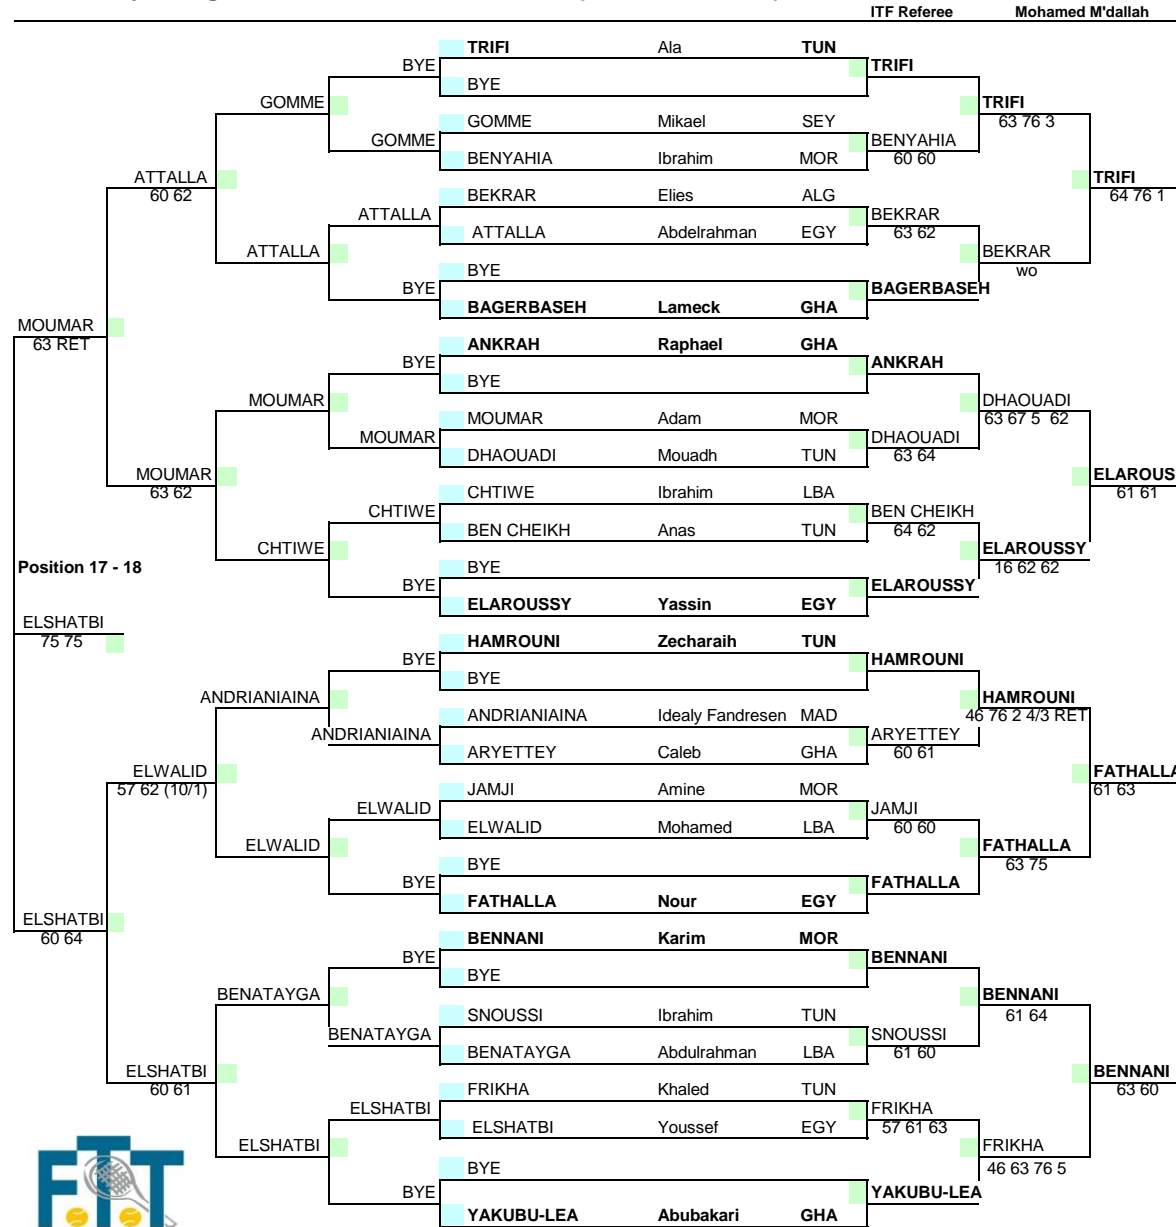 ITF Referee Mohamed M'dallah
TRIFI Ala TUN
BYE TRIFI
BYE
GOMME TRIFI
GOMME Mikael SEY 63 76 3
GOMME BENYAHIA
BENYAHIA Ibrahim MOR 60 60
ATTALLA TRIFI
60 62 64 76 1
BEKRAR Elies ALG
ATTALLA BEKRAR
ATTALLA Abdelrahman EGY 63 62
ATTALLA BEKRAR
BYE wo
BYE BAGERBASEH
BAGERBASEH Lameck GHA
MOUMAR
63 RET
ANKRAH Raphael GHA
BYE ANKRAH
BYE
MOUMAR DHAOUADI
MOUMAR Adam MOR 63 67 5 62
MOUMAR DHAOUADI
DHAOUADI Mouadh TUN 63 64
MOUMAR ELAROUS
63 62 61 61
CHTIWE Ibrahim LBA
CHTIWE BEN CHEIKH
BEN CHEIKH Anas TUN 64 62
CHTIWE ELAROUSSY
BYE 16 62 62
Position 17 - 18
BYE ELAROUSSY
ELAROUSSY Yassin EGY
ELSHATBI
75 75
HAMROUNI Zecharaih TUN
BYE HAMROUNI
BYE
ANDRIANIAINA HAMROUNI
ANDRIANIAINA Idealy Fandresen MAD 46 76 2 4/3 RET
ANDRIANIAINA ARYETTEY
ARYETTEY Caleb GHA 60 61
ELWALID FATHALLA
57 62 (10/1) 61 63
JAMJI Amine MOR
ELWALID JAMJI
ELWALID Mohamed LBA 60 60
ELWALID FATHALLA
BYE 63 75
BYE FATHALLA
FATHALLA Nour EGY
ELSHATBI
60 64
BENNANI Karim MOR
BYE BENNANI
BYE
BENATAYGA BENNANI
SNOUSSI Ibrahim TUN 61 64
BENATAYGA SNOUSSI
BENATAYGA Abdulrahman LBA 61 60
ELSHATBI BENNANI
60 61 63 60
FRIKHA Khaled TUN
ELSHATBI FRIKHA
ELSHATBI Youssef EGY 57 61 63
ELSHATBI FRIKHA
BYE 46 63 76 5
BYE YAKUBU-LEA
YAKUBU-LEA Abubakari GHA
FTT